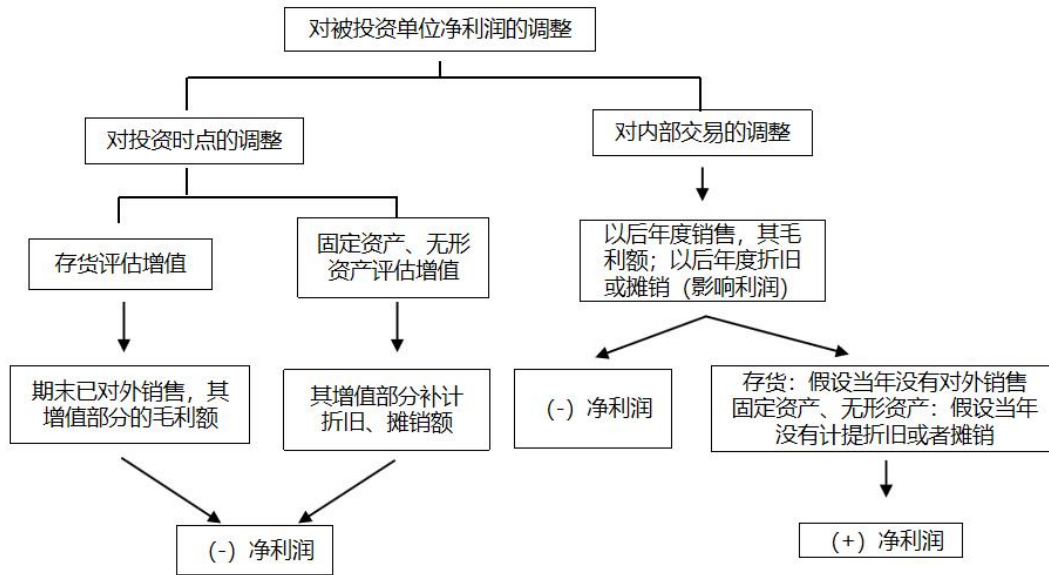 对被投资单位净利润的调整
对投资时点的调整
对内部交易的调整
存货评估增值
固定资产、无形
资产评估增值
以后年度销售，其毛
利额；以后年度折旧
或摊销（影响利润）
期末已对外销售，其
增值部分的毛利额
其增值部分补计
折旧、摊销额
（-）净利润
存货：假设当年没有对外销售
固定资产、无形资产：假设当年
没有计提折旧或者摊销
（-）净利润
（+）净利润